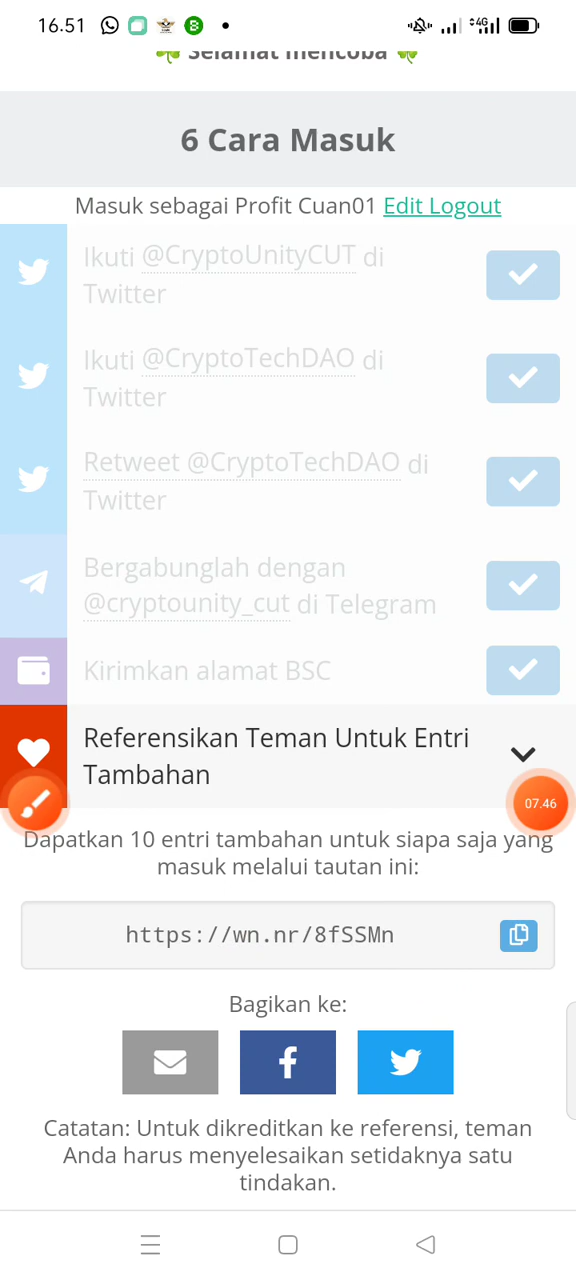 16.51
4G
Selamat mencoba
6 Cara Masuk
Masuk sebagai Profit Cuan01 Edit Logout
Ikuti @CryptoUnityCUT di
Twitter
Ikuti @CryptoTechDAO di
Twitter
Retweet @CryptoTechDAO di
Twitter
Bergabunglah dengan
@cryptounity_cut di Telegram
Kirimkan alamat BSC
Referensikan Teman Untuk Entri
Tambahan
07.46
Dapatkan 10 entri tambahan untuk siapa saja yang
masuk melalui tautan ini:
https://wn.nr/8fSSMn
Bagikan ke:
Catatan: Untuk dikreditkan ke referensi, teman
Anda harus menyelesaikan setidaknya satu
tindakan.